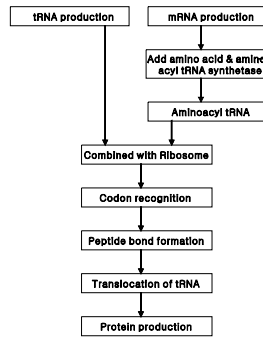 tRNA production
mRNA production
Add amino acid & amine-
acyl tRNA synthetase
Aminoacyl tRNA
Combined with Ribosome
Codon recognition
Peptide bond formation
Translocation of tRNA
Protein production